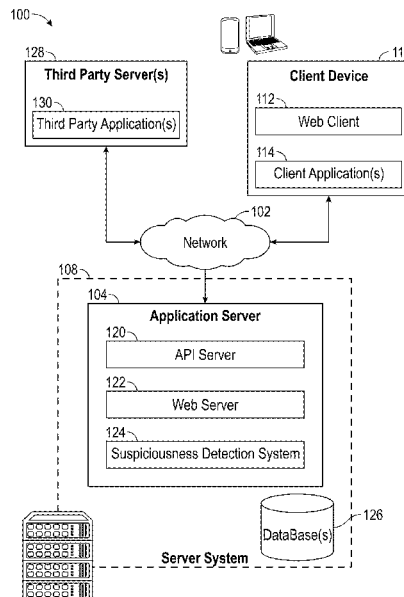 100
128
Third Party Server(s)
130
Third Party Application(s)
Client Device
112
Web Client
114
Client Application(s)
102
Network
108
104
Application Server
120
API Server
122
Web Server
124
Suspiciousness Detection System
DataBase(s)
126
Server System